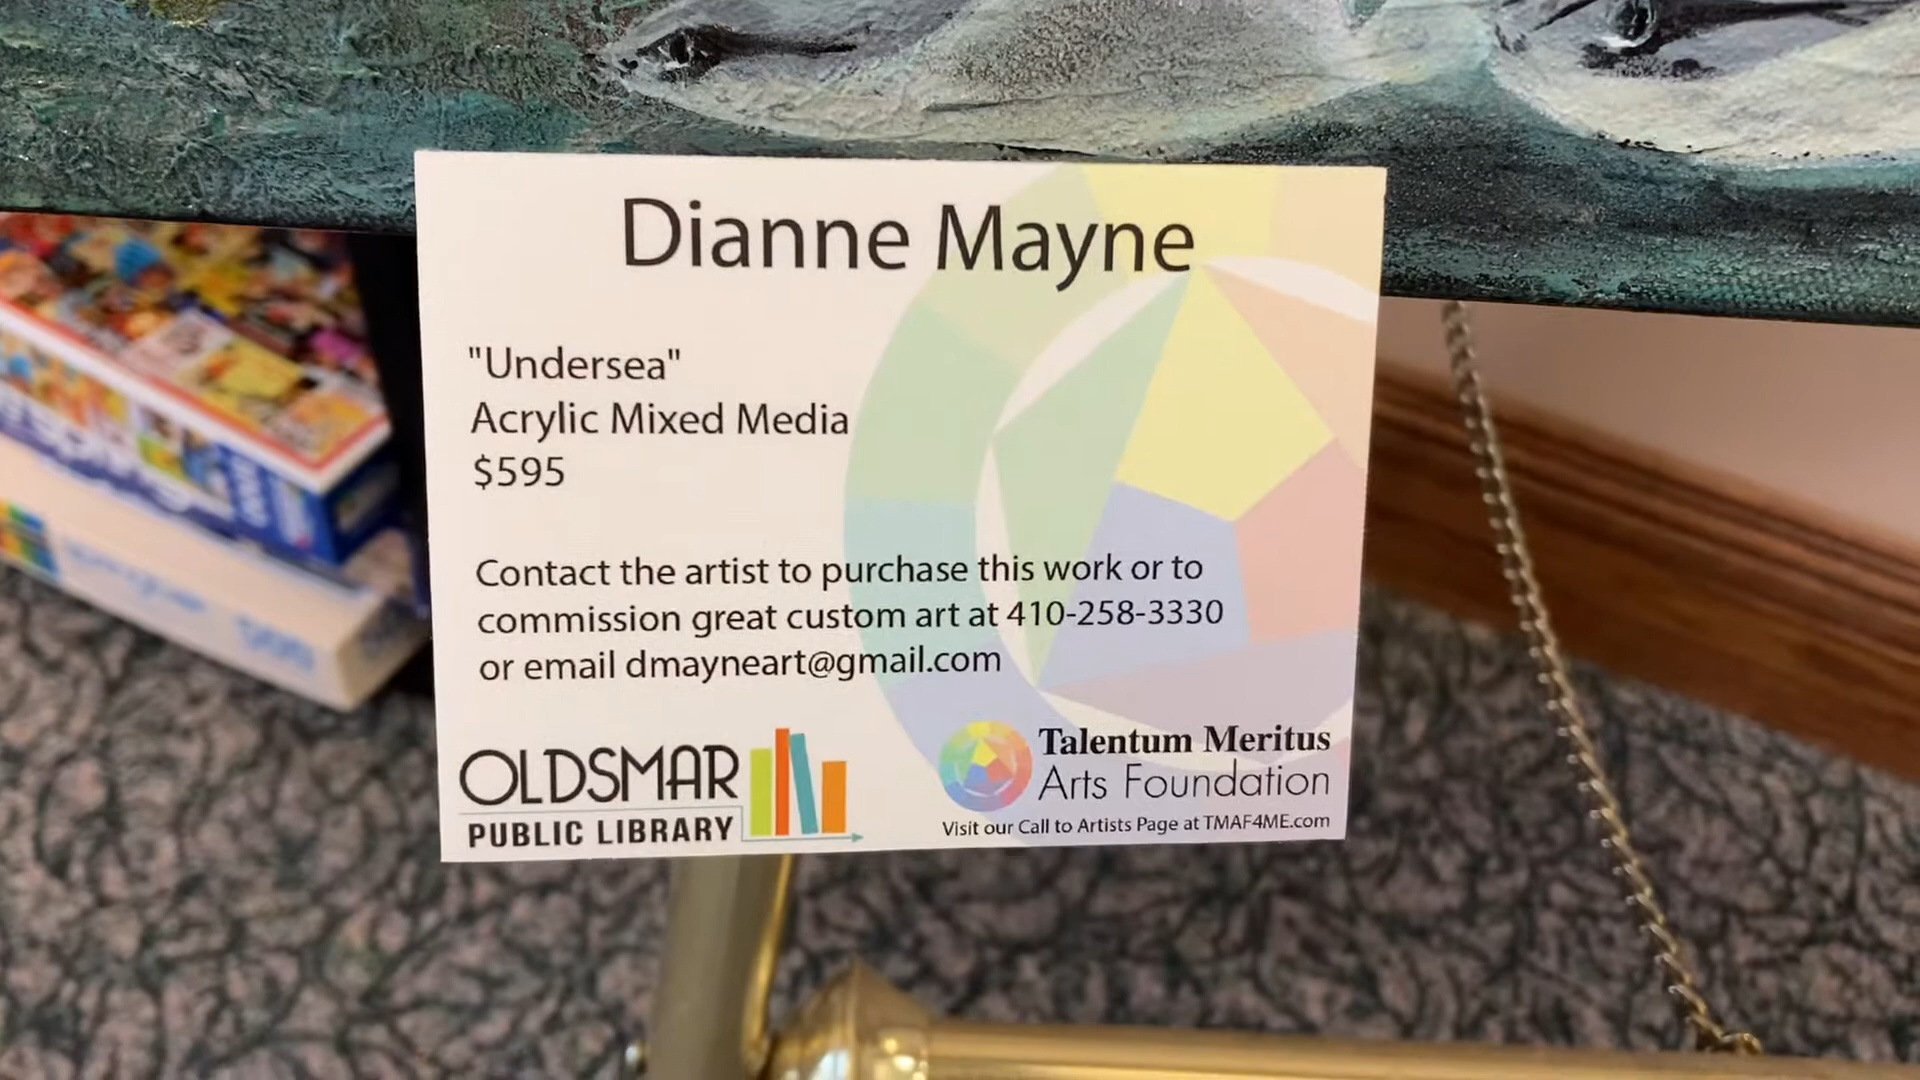 Dianne Mayne
"Undersea"
Acrylic Mixed Media
$595
Contact the artist to purchase this work or to
commission great custom art at 410-258-3330
or email dmayneart@gmail.com
OLDSMAR
PUBLIC LIBRARY
Talentum Meritus
Arts Foundation
Visit our Call to Artists Page at TMAF4ME.com